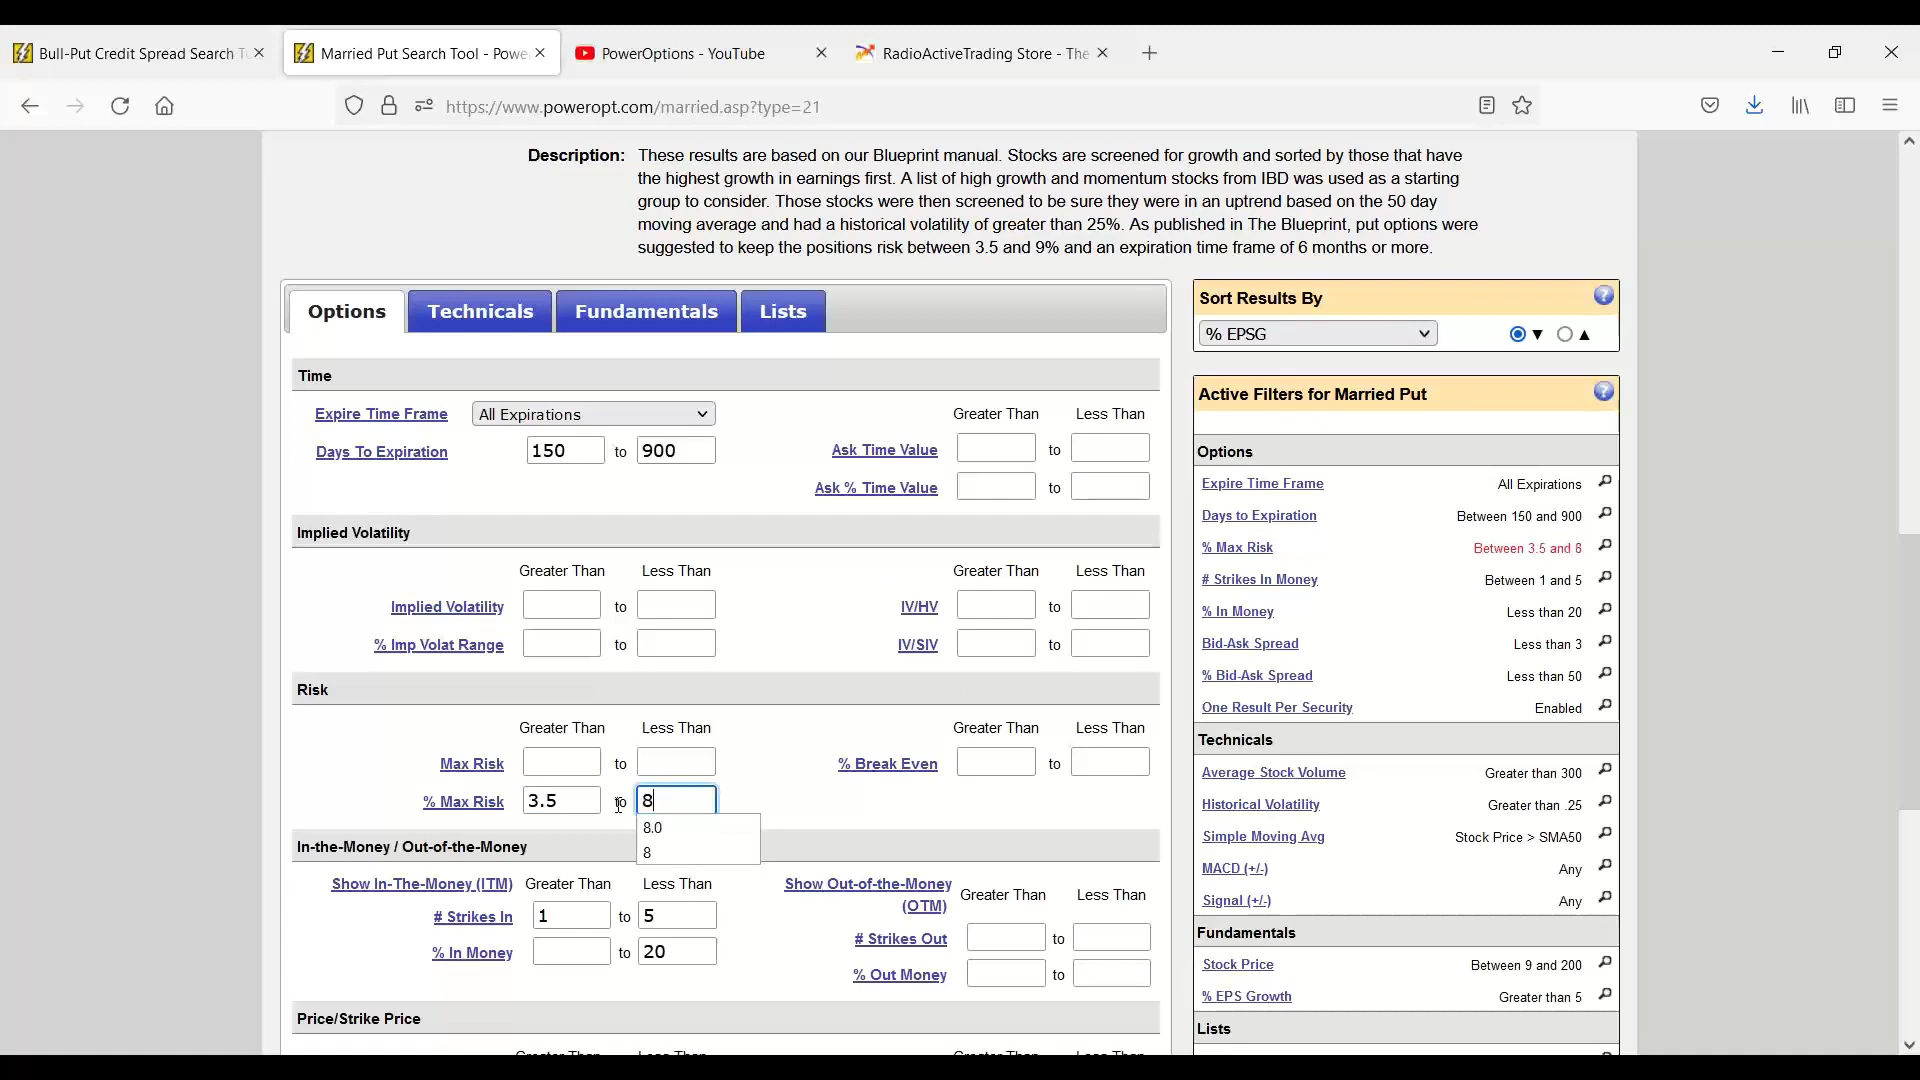 Bull-Put Credit Spread Search T
Married Put Search Tool - Powe
PowerOptions - YouTube
RadioActiveTrading Store - The
https://www.poweropt.com/married.asp?type=21
Description: These results are based on our Blueprint manual. Stocks are screened for growth and sorted by those that have
the highest growth in earnings first. A list of high growth and momentum stocks from IBD was used as a starting
group to consider. Those stocks were then screened to be sure they were in an uptrend based on the 50 day
moving average and had a historical volatility of greater than 25%. As published in The Blueprint, put options were
suggested to keep the positions risk between 3.5 and 9% and an expiration time frame of 6 months or more.
Options Technicals Fundamentals Lists
Time
Expire Time Frame All Expirations Greater Than Less Than
Days To Expiration 150 to 900 Ask Time Value to
Ask % Time Value to
Implied Volatility
Greater Than Less Than Greater Than Less Than
Implied Volatility to IV/HV to
% Imp Volat Range to IV/SIV to
Risk
Greater Than Less Than Greater Than Less Than
Max Risk to % Break Even to
% Max Risk 3.5 to 8
8.0
8
In-the-Money / Out-of-the-Money
Show In-The-Money (ITM) Greater Than Less Than Show Out-of-the-Money
(OTM) Greater Than Less Than
# Strikes In 1 to 5 # Strikes Out to
% In Money to 20 % Out Money to
Price/Strike Price
Greater Than Less Than Greater Than Less Than
Sort Results By ?
% EPSG ▼ ▲
Active Filters for Married Put ?
Options
Expire Time Frame All Expirations
Days to Expiration Between 150 and 900
% Max Risk Between 3.5 and 8
# Strikes In Money Between 1 and 5
% In Money Less than 20
Bid-Ask Spread Less than 3
% Bid-Ask Spread Less than 50
One Result Per Security Enabled
Technicals
Average Stock Volume Greater than 300
Historical Volatility Greater than .25
Simple Moving Avg Stock Price > SMA50
MACD (+/-) Any
Signal (+/-) Any
Fundamentals
Stock Price Between 9 and 200
% EPS Growth Greater than 5
Lists